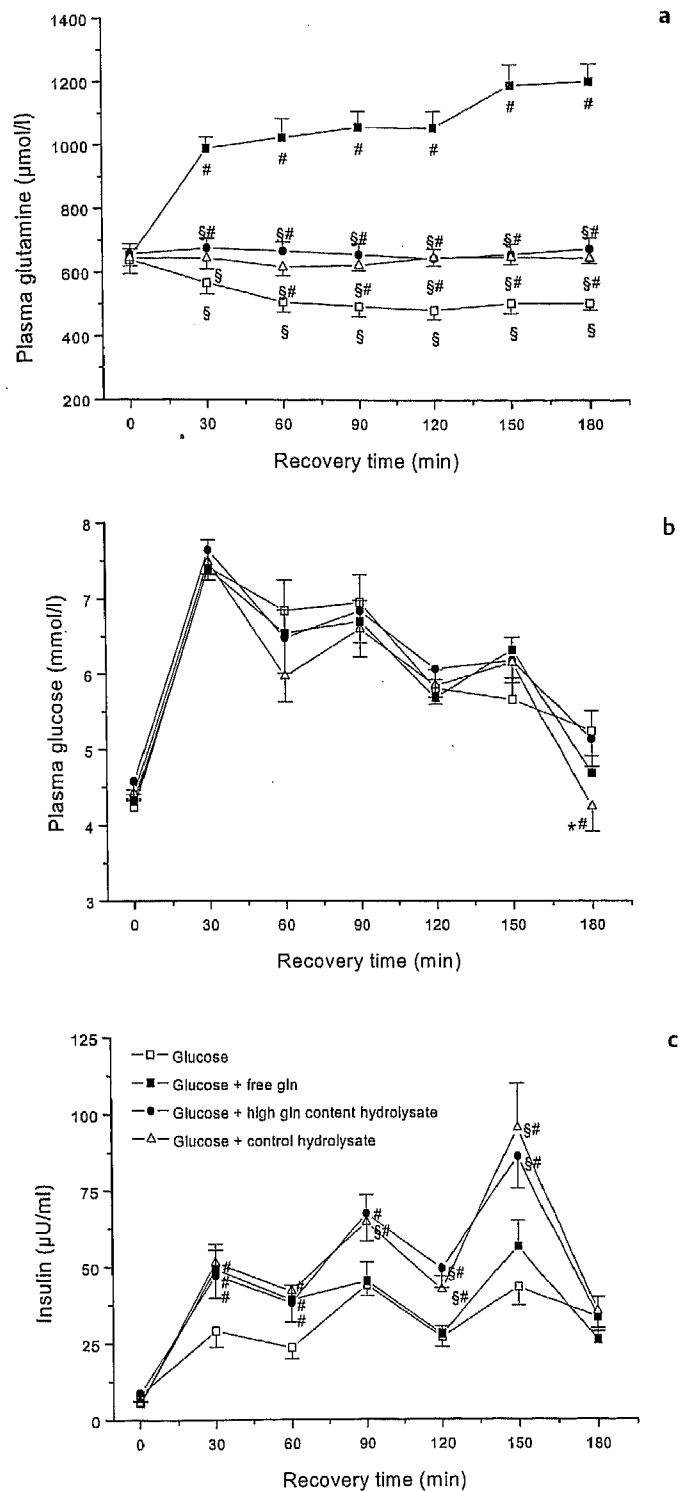 a
1400
1200
1000
800
600
400
200
Plasma glutamine (µmol/l)
# # # # # #
§# §# §# §# §# §#
§ §# §# §# §# §#
§ § § § § §
0 30 60 90 120 150 180
Recovery time (min)
b
8
7
6
5
4
3
Plasma glucose (mmol/l)
*#
0 30 60 90 120 150 180
Recovery time (min)
c
125
100
75
50
25
0
Insulin (µU/ml)
Glucose
Glucose + free gln
Glucose + high gln content hydrolysate
Glucose + control hydrolysate
§#
§#
#
§#
§#
§#
#
#
#
#
#
#
0 30 60 90 120 150 180
Recovery time (min)